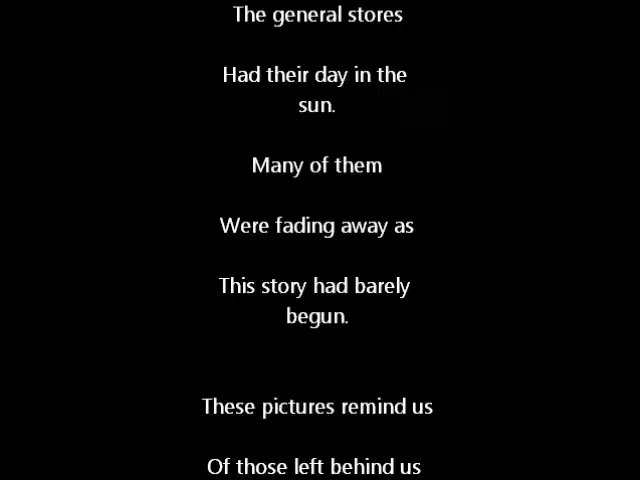 The general stores
Had their day in the
sun.
Many of them
Were fading away as
This story had barely
begun.
These pictures remind us
Of those left behind us